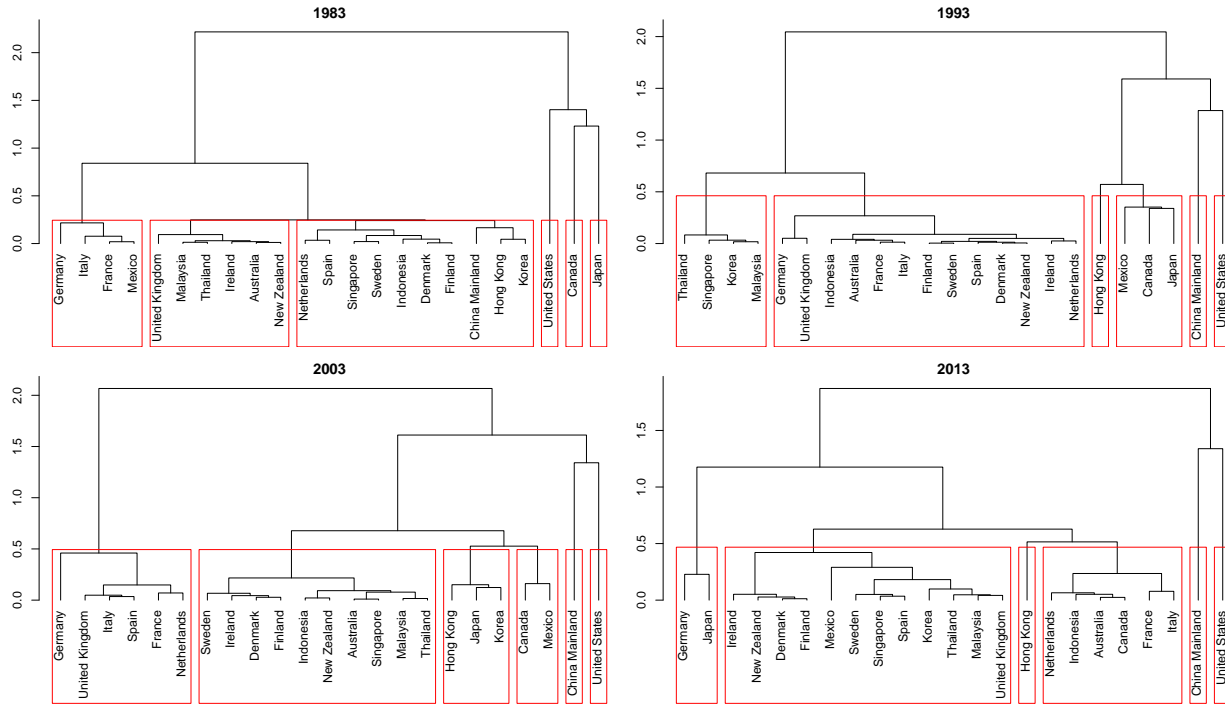 1983
2.0
1.5
1.0
0.5
0.0
Germany
Italy
France
Mexico
United Kingdom
Malaysia
Thailand
Ireland
Australia
New Zealand
Netherlands
Spain
Singapore
Sweden
Indonesia
Denmark
Finland
China Mainland
Hong Kong
Korea
United States
Canada
Japan
1993
2.0
1.5
1.0
0.5
0.0
Thailand
Singapore
Korea
Malaysia
Germany
United Kingdom
Indonesia
Australia
France
Italy
Finland
Sweden
Spain
Denmark
New Zealand
Ireland
Netherlands
Hong Kong
Mexico
Canada
Japan
China Mainland
United States
2003
2.0
1.5
1.0
0.5
0.0
Germany
United Kingdom
Italy
Spain
France
Netherlands
Sweden
Ireland
Denmark
Finland
Indonesia
New Zealand
Australia
Singapore
Malaysia
Thailand
Hong Kong
Japan
Korea
Canada
Mexico
China Mainland
United States
2013
1.5
1.0
0.5
0.0
Germany
Japan
Ireland
New Zealand
Denmark
Finland
Mexico
Sweden
Singapore
Spain
Korea
Thailand
Malaysia
United Kingdom
Hong Kong
Netherlands
Indonesia
Australia
Canada
France
Italy
China Mainland
United States